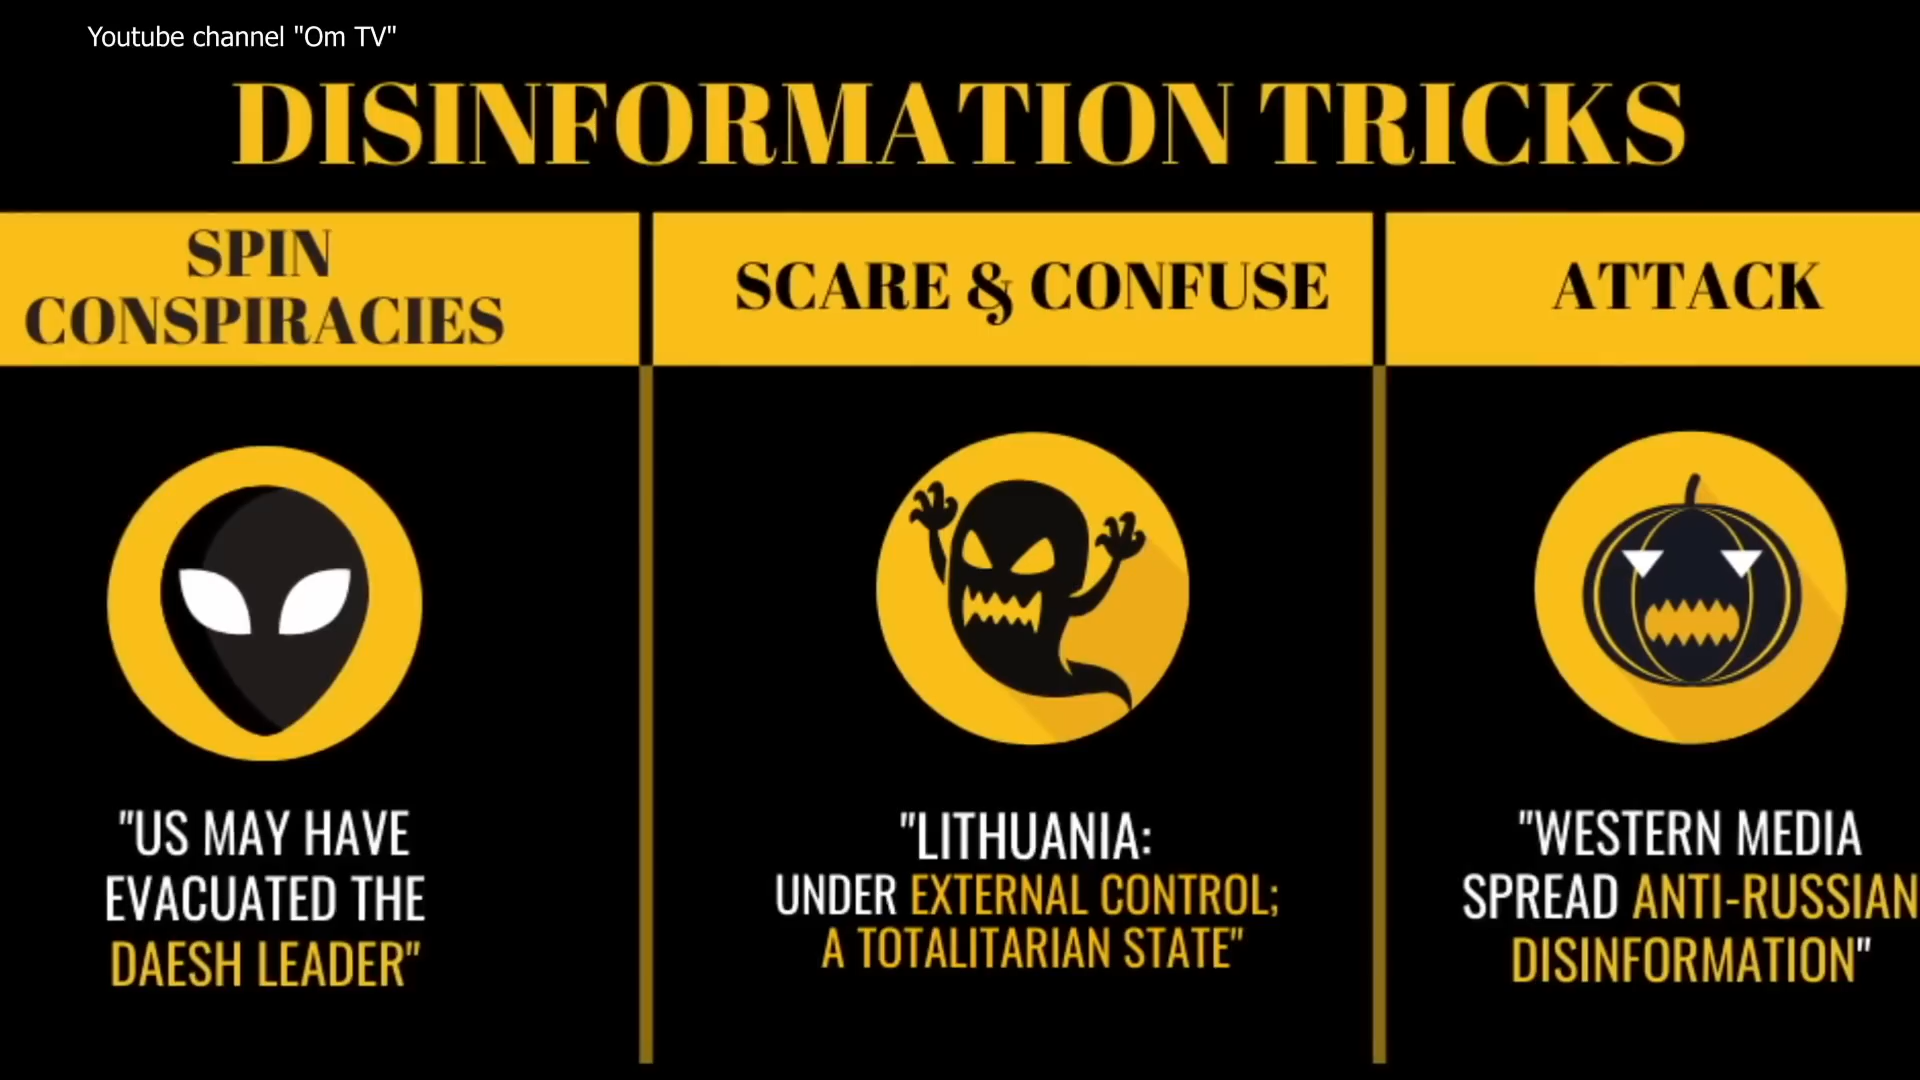 Youtube channel "Om TV"
DISINFORMATION TRICKS
SPIN
CONSPIRACIES
SCARE & CONFUSE
ATTACK
"US MAY HAVE
EVACUATED THE
DAESH LEADER"
"LITHUANIA:
UNDER EXTERNAL CONTROL;
A TOTALITARIAN STATE"
"WESTERN MEDIA
SPREAD ANTI-RUSSIAN
DISINFORMATION"